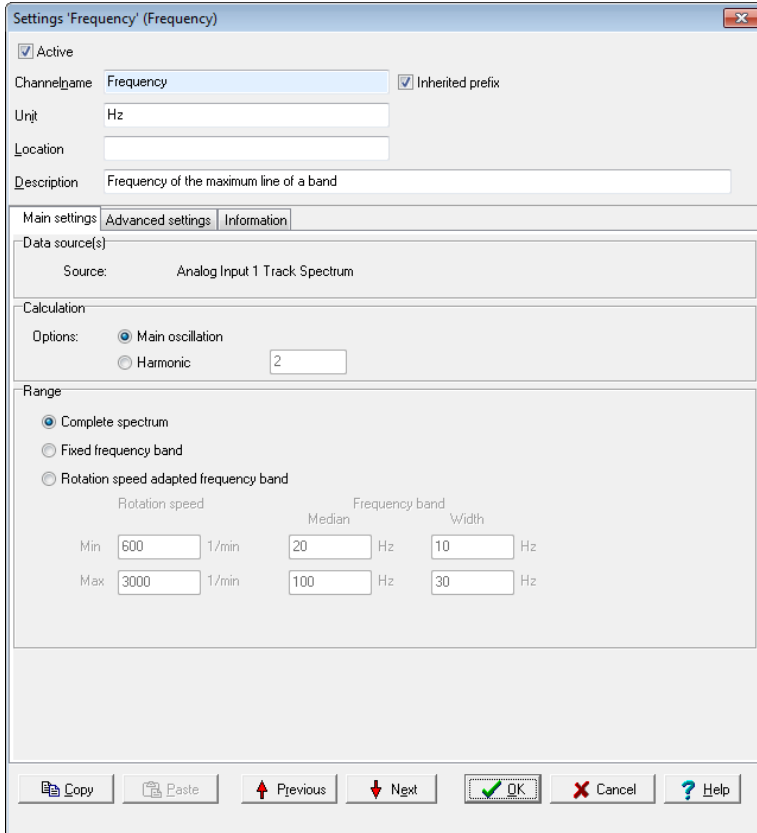 Settings 'Frequency' (Frequency)
Active
Channelname Frequency Inherited prefix
Unit Hz
Location
Description Frequency of the maximum line of a band
Main settings Advanced settings Information
Data source(s)
Source: Analog Input 1 Track Spectrum
Calculation
Options: Main oscillation
Harmonic 2
Range
Complete spectrum
Fixed frequency band
Rotation speed adapted frequency band
Rotation speed Frequency band
Median Width
Min 600 1/min 20 Hz 10 Hz
Max 3000 1/min 100 Hz 30 Hz
Copy Paste Previous Next OK Cancel ? Help